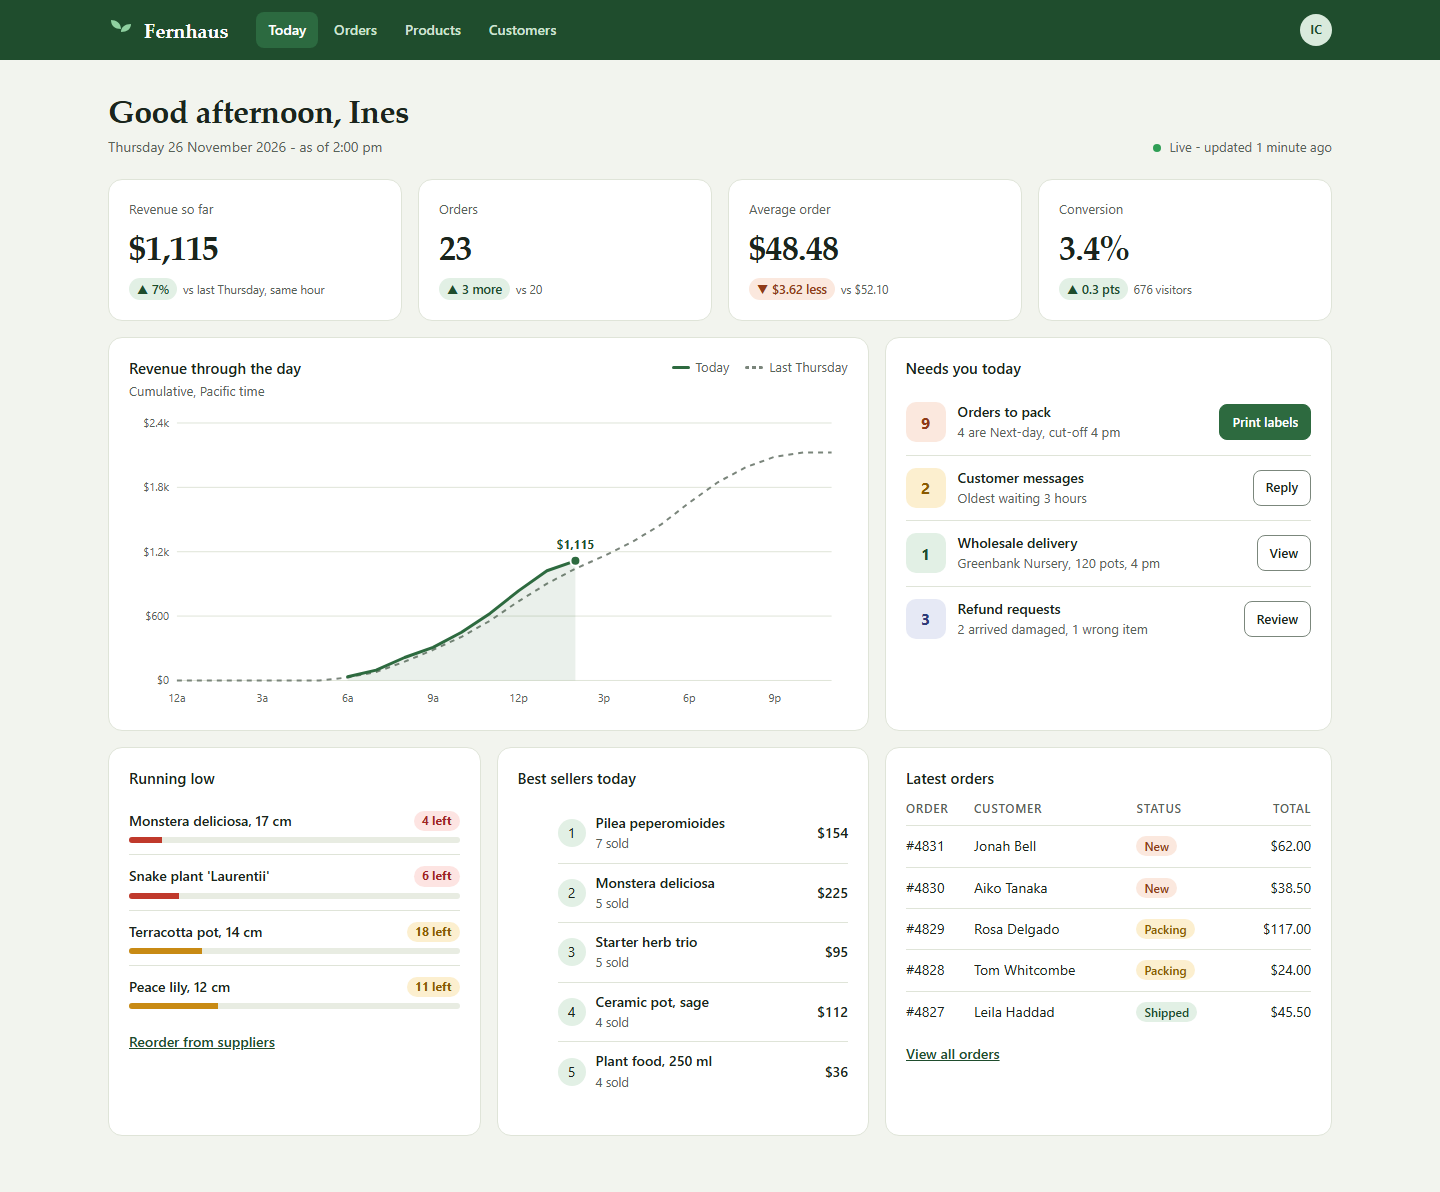 Fernhaus
Today
Orders
Products
Customers
IC
Good afternoon, Ines
Thursday 26 November 2026 - as of 2:00 pm
Live - updated 1 minute ago
Revenue so far
$1,115
▲ 7% vs last Thursday, same hour
Orders
23
▲ 3 more vs 20
Average order
$48.48
▼ $3.62 less vs $52.10
Conversion
3.4%
▲ 0.3 pts 676 visitors
Revenue through the day
Cumulative, Pacific time
Today
Last Thursday
$2.4k
$1.8k
$1.2k
$600
$0
$1,115
12a 3a 6a 9a 12p 3p 6p 9p
Needs you today
9
Orders to pack
4 are Next-day, cut-off 4 pm
Print labels
2
Customer messages
Oldest waiting 3 hours
Reply
1
Wholesale delivery
Greenbank Nursery, 120 pots, 4 pm
View
3
Refund requests
2 arrived damaged, 1 wrong item
Review
Running low
Monstera deliciosa, 17 cm 4 left
Snake plant 'Laurentii' 6 left
Terracotta pot, 14 cm 18 left
Peace lily, 12 cm 11 left
Reorder from suppliers
Best sellers today
1
Pilea peperomioides
7 sold
$154
2
Monstera deliciosa
5 sold
$225
3
Starter herb trio
5 sold
$95
4
Ceramic pot, sage
4 sold
$112
5
Plant food, 250 ml
4 sold
$36
Latest orders
ORDER CUSTOMER STATUS TOTAL
#4831 Jonah Bell New $62.00
#4830 Aiko Tanaka New $38.50
#4829 Rosa Delgado Packing $117.00
#4828 Tom Whitcombe Packing $24.00
#4827 Leila Haddad Shipped $45.50
View all orders